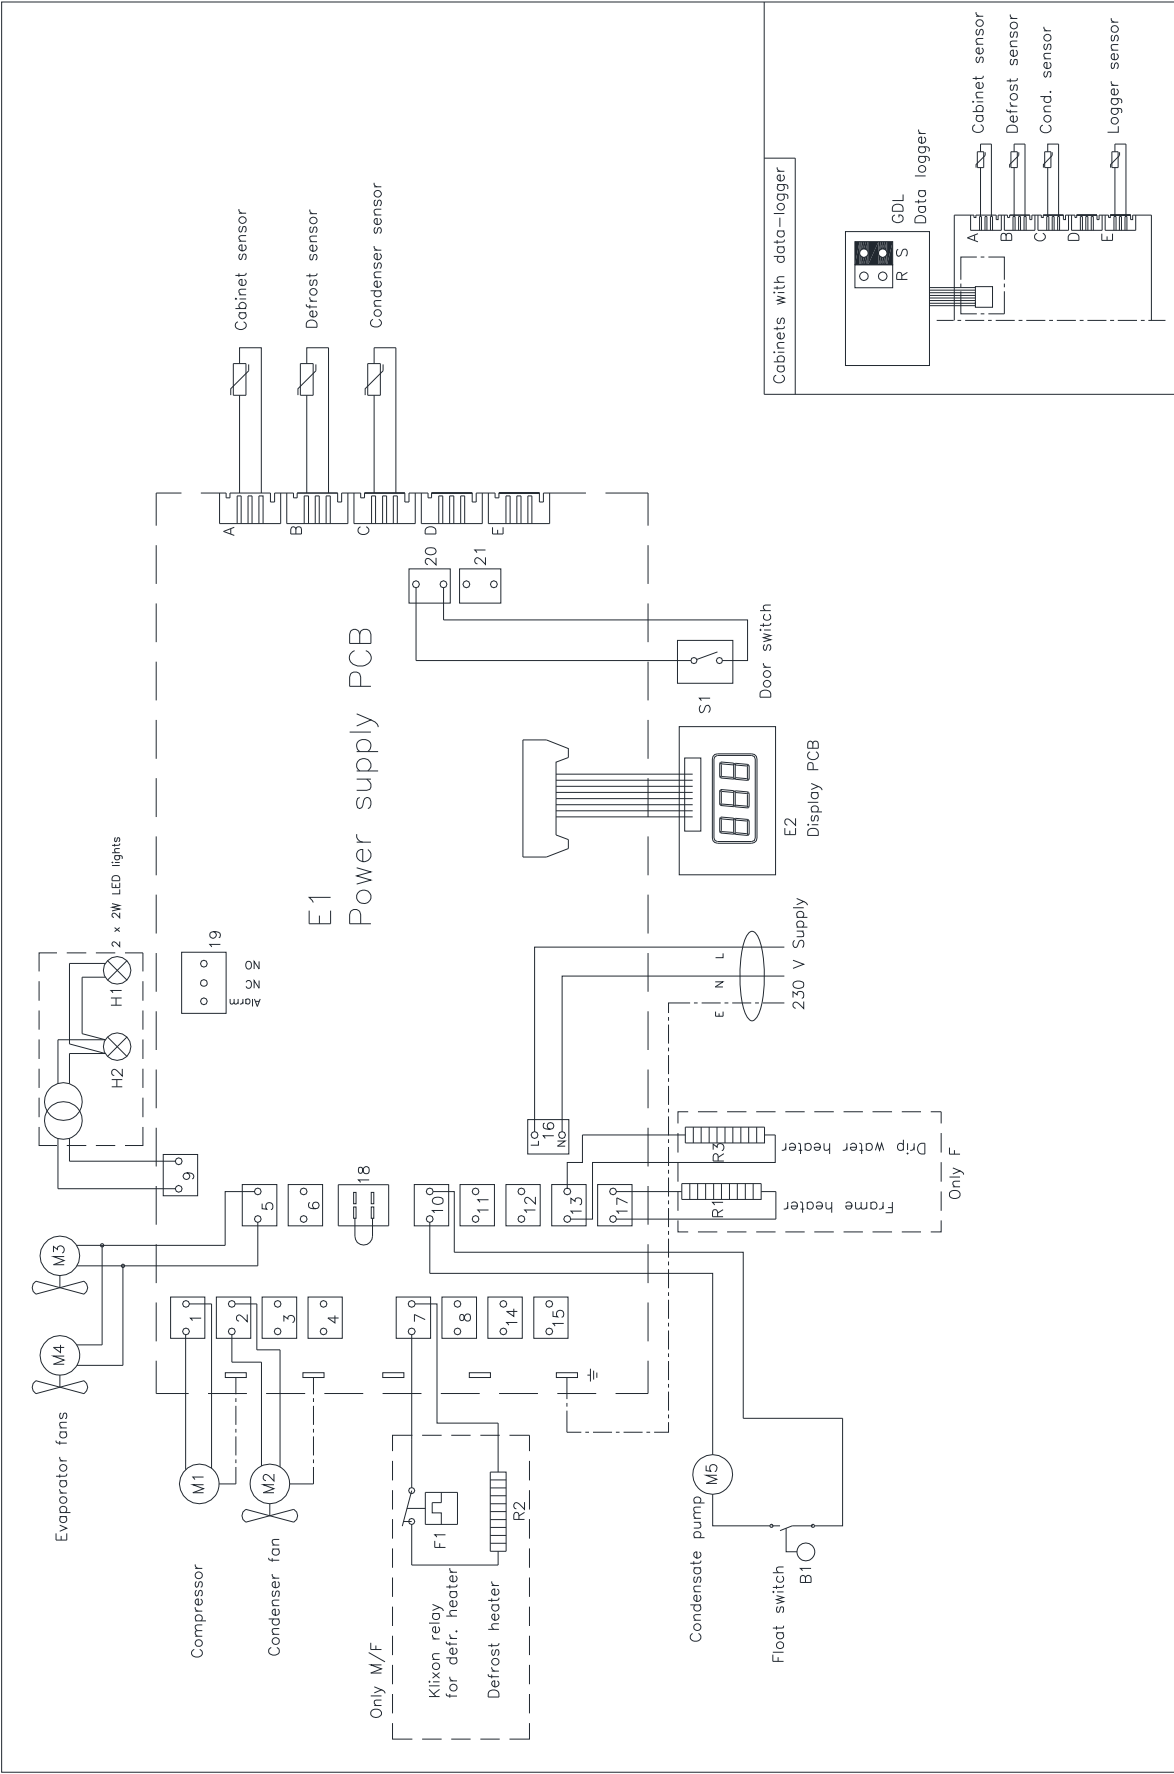 Evaporator fans
M4
M3
2 x 2W LED lights
H2
H1
Compressor
M1
Condenser fan
M2
1
2
3
4
5
6
9
18
19
Alarm
NC
NO
E1
Power supply PCB
A
B
C
D
E
Cabinet sensor
Defrost sensor
Condenser sensor
Only M/F
Klixon relay
for defr. heater
F1
Defrost heater
R2
7
8
14
15
10
11
12
13
17
L
16
N
20
21
Condensate pump
M5
Float switch
B1
R1
Frame heater
R3
Drip water heater
Only F
E
N
L
230 V Supply
E2
Display PCB
S1
Door switch
Cabinets with data-logger
GDL
Data logger
R
S
A
B
C
D
E
Cabinet sensor
Defrost sensor
Cond. sensor
Logger sensor